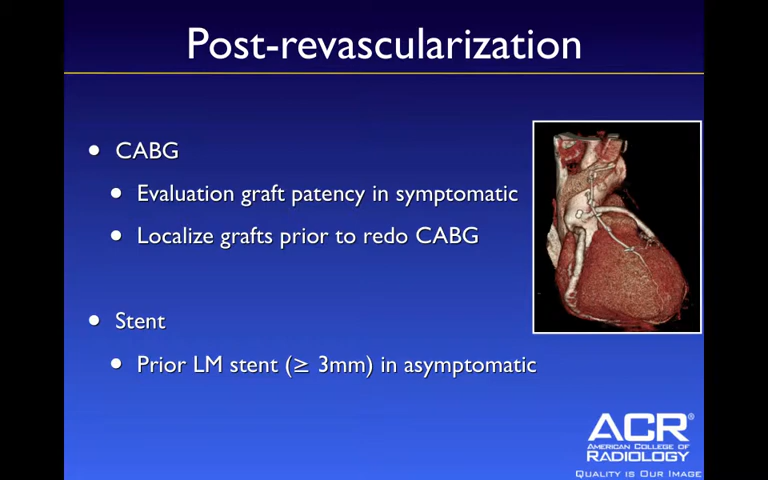 Post-revascularization
• CABG
• Evaluation graft patency in symptomatic
• Localize grafts prior to redo CABG
• Stent
• Prior LM stent (≥ 3mm) in asymptomatic
ACR®
AMERICAN COLLEGE OF
RADIOLOGY
QUALITY IS OUR IMAGE